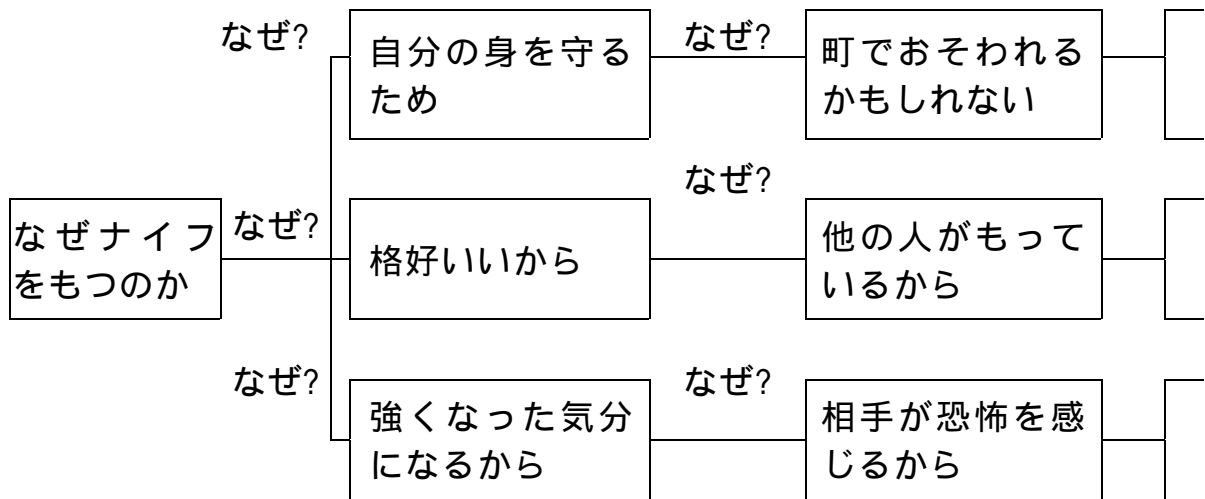 なぜ?
自分の身を守る
ため
なぜ?
町でおそわれる
かもしれない
なぜナイフ
をもつのか
なぜ?
格好いいから
なぜ?
他の人がもって
いるから
なぜ?
強くなった気分
になるから
なぜ?
相手が恐怖を感
じるから